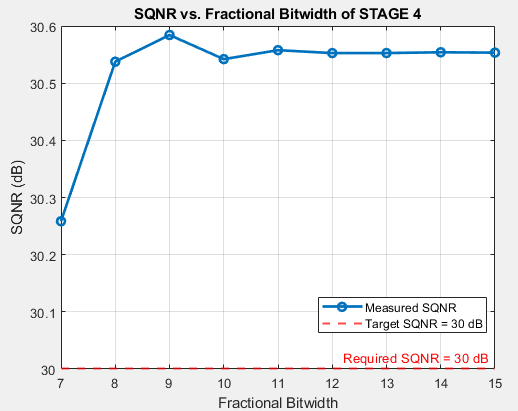 SQNR vs. Fractional Bitwidth of STAGE 4
30.6
30.5
30.4
30.3
30.2
30.1
30
SQNR (dB)
Measured SQNR
Target SQNR = 30 dB
Required SQNR = 30 dB
7 8 9 10 11 12 13 14 15
Fractional Bitwidth